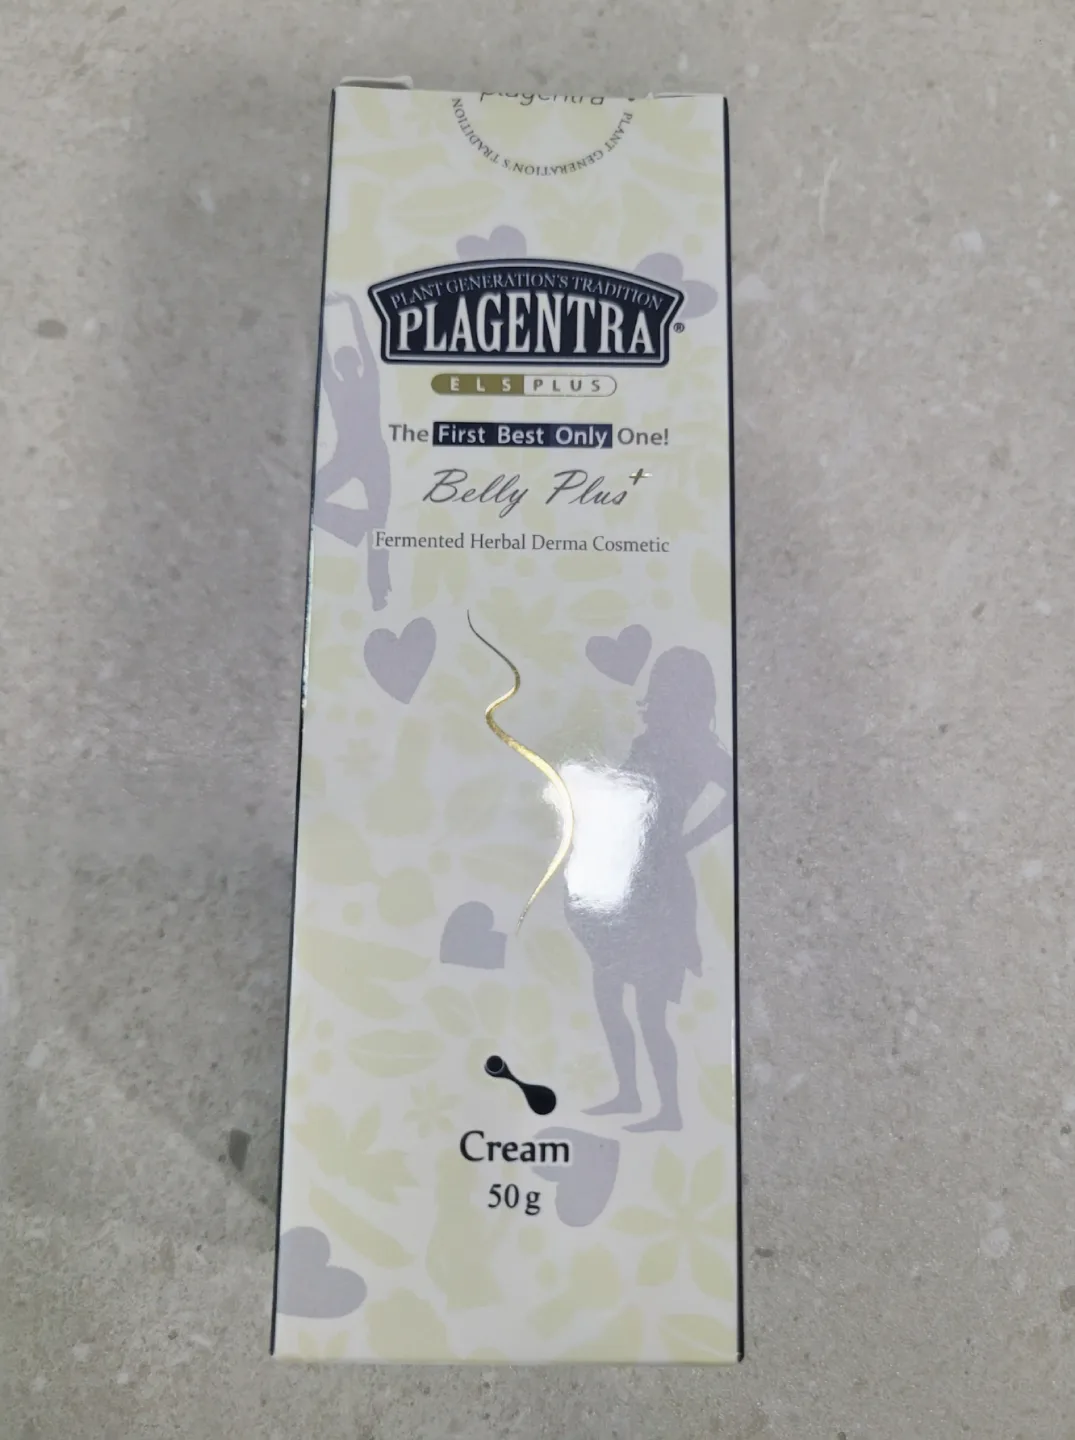 plagentra
• PLANT GENERATION'S TRADITION
PLANT GENERATION'S TRADITION
PLAGENTRA®
ELS PLUS
The First Best Only One!
Belly Plus+
Fermented Herbal Derma Cosmetic
Cream
50 g